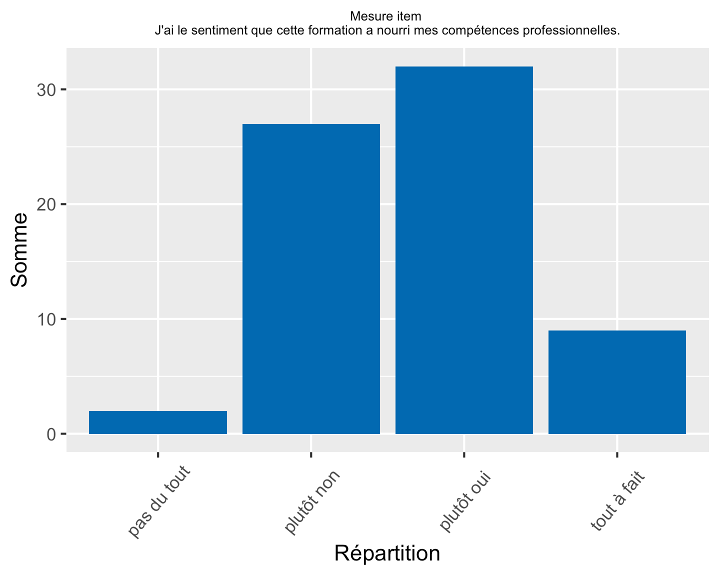 Mesure item
J'ai le sentiment que cette formation a nourri mes compétences professionnelles.
Somme
30
20
10
0
pas du tout
plutôt non
plutôt oui
tout à fait
Répartition